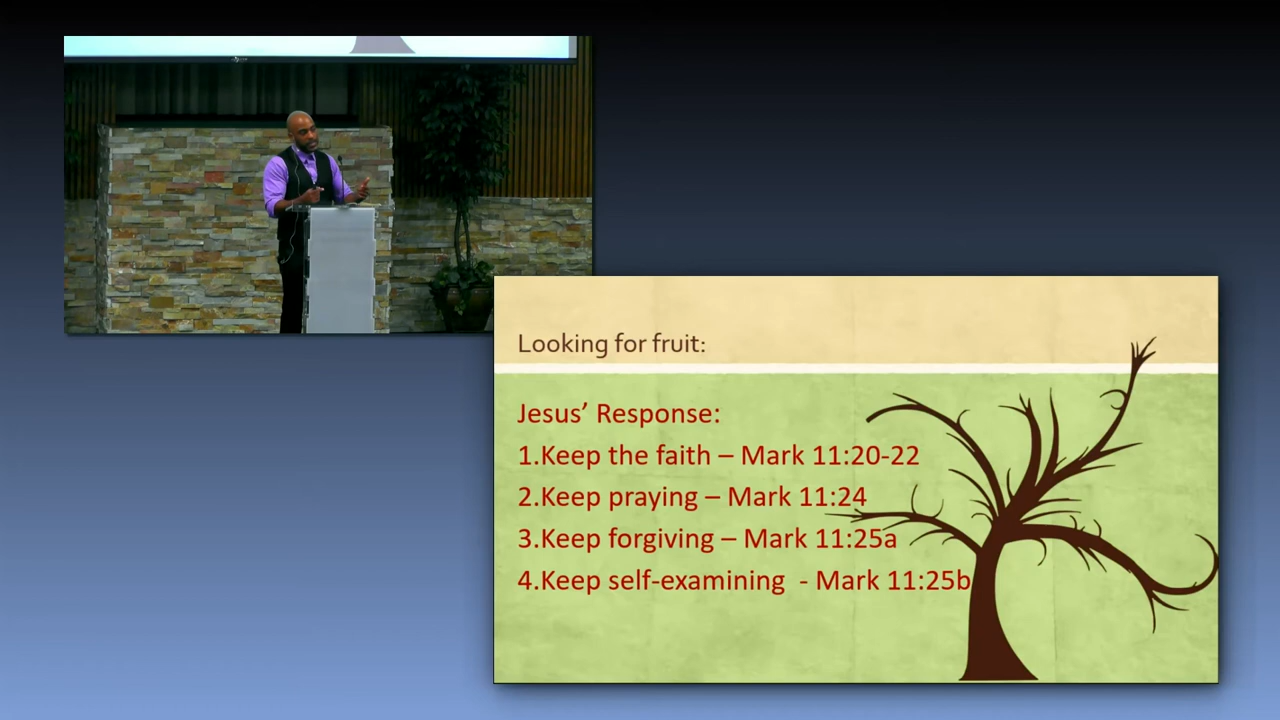 Looking for fruit:
Jesus’ Response:
1.Keep the faith – Mark 11:20-22
2.Keep praying – Mark 11:24
3.Keep forgiving – Mark 11:25a
4.Keep self-examining  - Mark 11:25b